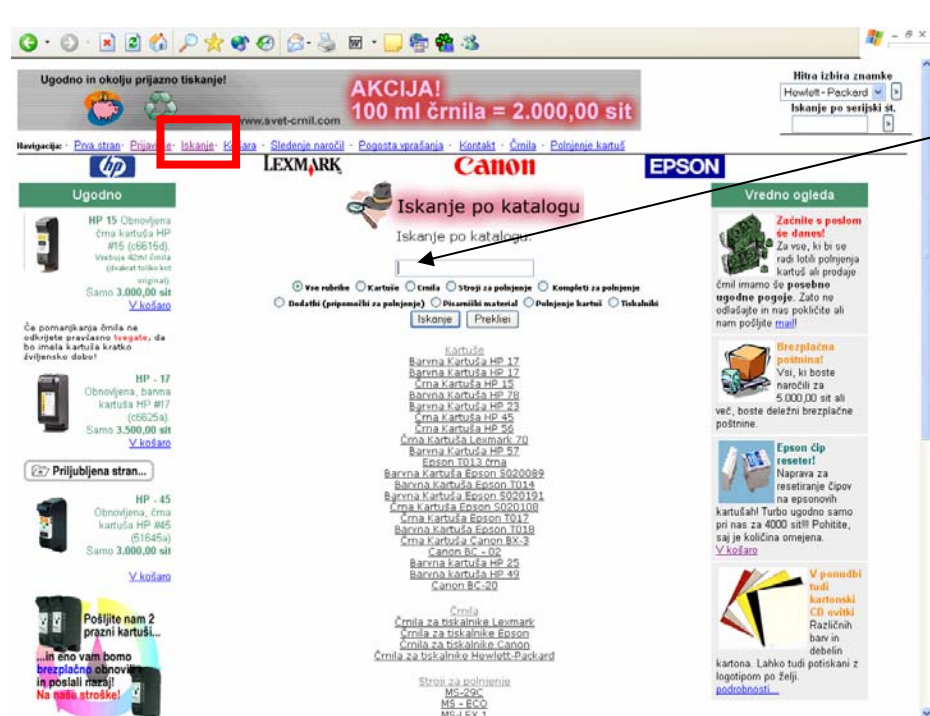 Ugodno in okolju prijazno tiskanje!
www.svet-crnil.com
AKCIJA!
100 ml črnila = 2.000,00 sit
Hitra izbira znamke
Hewlett-Packard
Iskanje po serijski št.
Navigacija: · Prva stran · Prijava · Iskanje · Košara · Sledenje naročil · Pogosta vprašanja · Kontakt · Črnila · Polnjenje kartuš
hp
LEXMARK
Canon
EPSON
Ugodno
HP 15 Obnovljena
črna kartuša HP
#15 (c6615d).
Vsebuje 42ml črnila
(dvakrat toliko kot
original).
Samo 3.000,00 sit
V košaro
Če pomanjkanja črnila ne
odkrijete pravčasno tvegate, da
bo imela kartuša kratko
življensko dobo!
HP - 17
Obnovljena, barvna
kartuša HP #17
(c6625a).
Samo 3.500,00 sit
V košaro
Priljubljena stran...
HP - 45
Obnovljena, črna
kartuša HP #45
(51645a)
Samo 3.000,00 sit
V košaro
Pošljite nam 2
prazni kartuši...
...in eno vam bomo
brezplačno obnovili
in poslali nazaj!
Na naše stroške!
Iskanje po katalogu
Iskanje po katalogu.
Vse rubrike Kartuše Črnila Stroji za polnjenje Kompleti za polnjenje
Dodatki (pripomočki za polnjenje) Pisarniški material Polnjenje kartuš Tiskalniki
Iskanje Prekliči
Kartuše
Barvna Kartuša HP 17
Barvna Kartuša HP 17
Črna Kartuša HP 15
Barvna Kartuša HP 78
Barvna Kartuša HP 23
Črna Kartuša HP 45
Črna Kartuša HP 56
Črna Kartuša Lexmark 70
Barvna Kartuša HP 57
Epson T013 črna
Barvna Kartuša Epson S020089
Barvna Kartuša Epson T014
Barvna Kartuša Epson S020191
Črna Kartuša Epson S020108
Črna Kartuša Epson T017
Barvna Kartuša Epson T018
Črna Kartuša Canon BX-3
Canon BC - 02
Barvna kartuša HP 25
Barvna kartuša HP 49
Canon BC-20
Črnila
Črnila za tiskalnike Lexmark
Črnila za tiskalnike Epson
Črnila za tiskalnike Canon
Črnila za tiskalnike Hewlett-Packard
Stroji za polnjenje
MS-29C
MS - ECO
MS-LEX 1
Vredno ogleda
Začnite s poslom
še danes!
Za vse, ki bi se
radi lotili polnjenja
kartuš ali prodaje
črnil imamo še posebno
ugodne pogoje. Zato ne
odlašajte in nas pokličite ali
nam pošljite mail!
Brezplačna
poštnina!
Vsi, ki boste
naročili za
5.000,00 sit ali
več, boste deležni brezplačne
poštnine.
Epson čip
reseter!
Naprava za
resetiranje čipov
na epsonovih
kartušah! Turbo ugodno samo
pri nas za 4000 sit!!! Pohitite,
saj je količina omejena.
V košaro
V ponudbi
tudi
kartonski
CD ovitki
Različnih
barv in
debelin
kartona. Lahko tudi potiskani z
logotipom po želji.
podrobnosti...